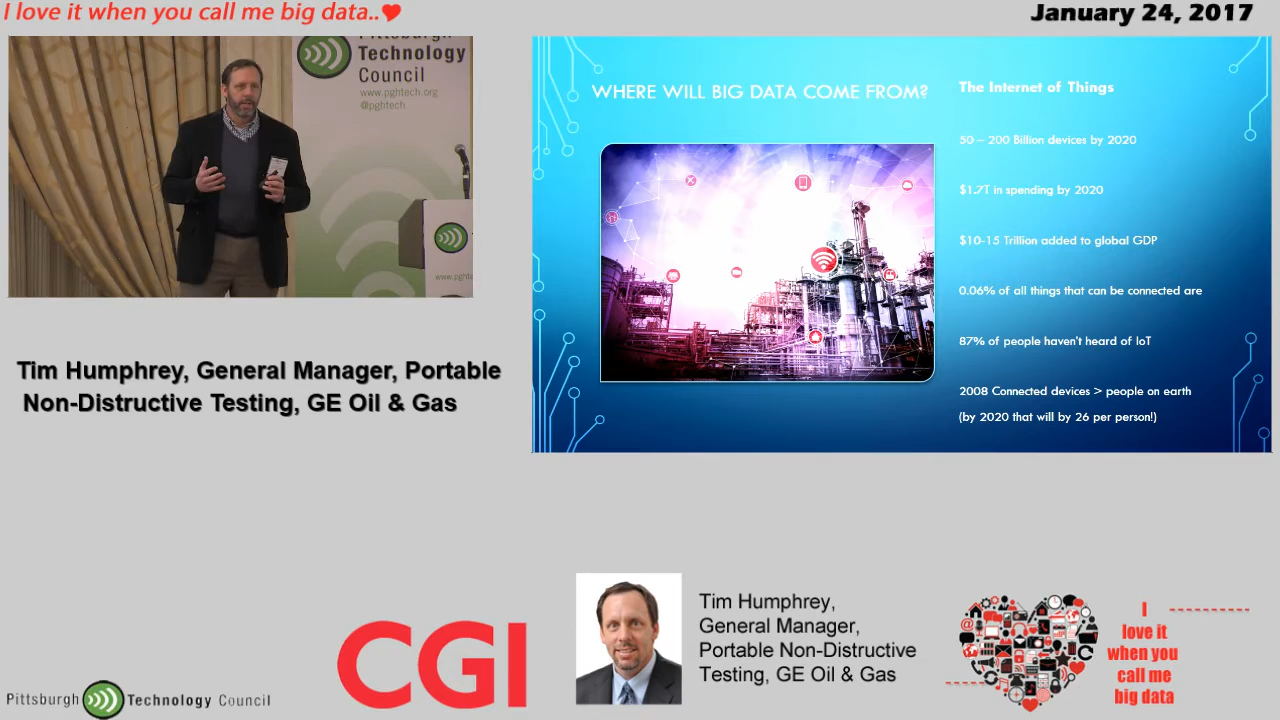 I love it when you call me big data..
January 24, 2017
Pittsburgh
Technology
Council
www.pghtech.org
@pghtech
WHERE WILL BIG DATA COME FROM?
The Internet of Things
50 – 200 Billion devices by 2020
$1.7T in spending by 2020
$10-15 Trillion added to global GDP
0.06% of all things that can be connected are
87% of people haven't heard of IoT
2008 Connected devices > people on earth
(by 2020 that will by 26 per person!)
Tim Humphrey, General Manager, Portable
Non-Distructive Testing, GE Oil & Gas
CGI
Tim Humphrey,
General Manager,
Portable Non-Distructive
Testing, GE Oil & Gas
I
love it
when you
call me
big data
Pittsburgh Technology Council